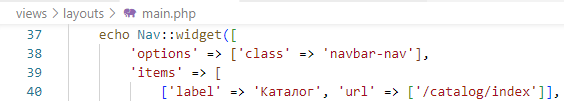 views > layouts > main.php
37 echo Nav::widget([
38 'options' => ['class' => 'navbar-nav'],
39 'items' => [
40 ['label' => 'Каталог', 'url' => ['/catalog/index']],